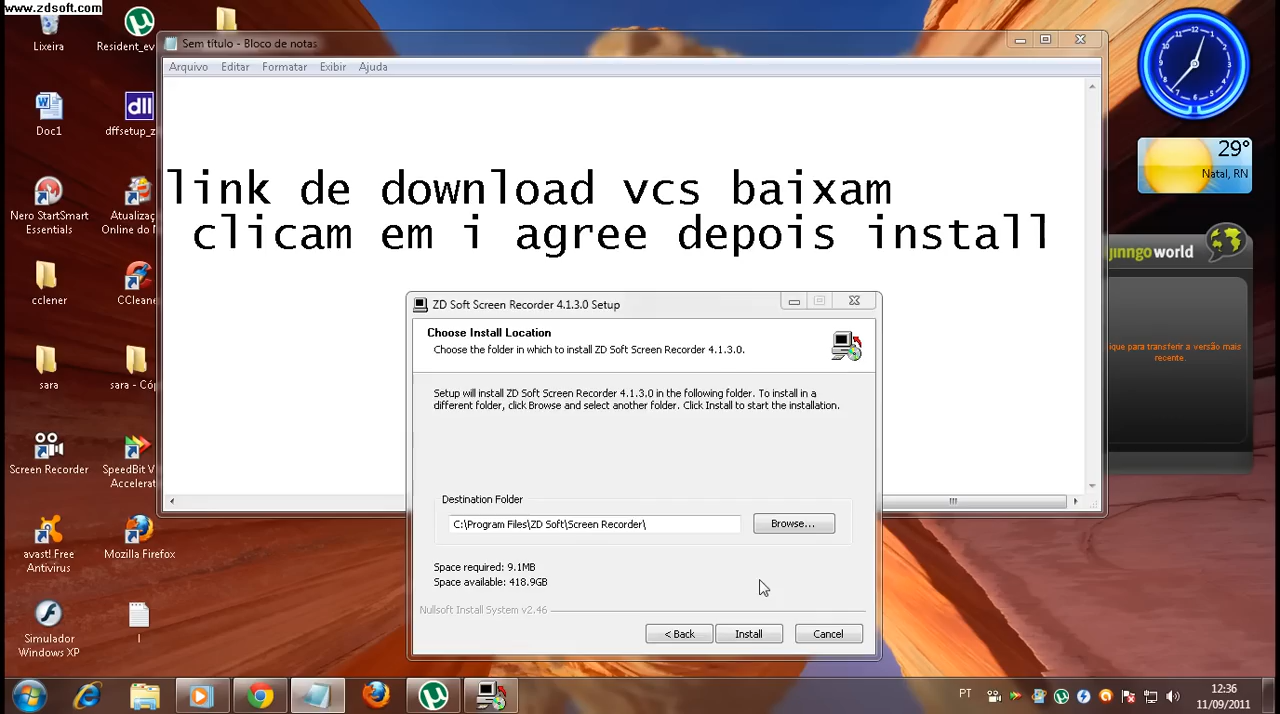 www.zdsoft.com
Lixeira
Resident_ev
Sem título - Bloco de notas
Arquivo Editar Formatar Exibir Ajuda
link de download vcs baixam
clicam em i agree depois install
Doc1
dffsetup_z
Nero StartSmart Essentials
Atualizaç
Online do
cclener
CCleane
sara
sara - Có
Screen Recorder
SpeedBit V
Accelerat
avast! Free Antivirus
Mozilla Firefox
Simulador Windows XP
l
29°
Natal, RN
jinngoworld
ique para transferir a versão mais
recente.
ZD Soft Screen Recorder 4.1.3.0 Setup
Choose Install Location
Choose the folder in which to install ZD Soft Screen Recorder 4.1.3.0.
Setup will install ZD Soft Screen Recorder 4.1.3.0 in the following folder. To install in a
different folder, click Browse and select another folder. Click Install to start the installation.
Destination Folder
C:\Program Files\ZD Soft\Screen Recorder\
Browse...
Space required: 9.1MB
Space available: 418.9GB
Nullsoft Install System v2.46
< Back Install Cancel
PT
12:36
11/09/2011